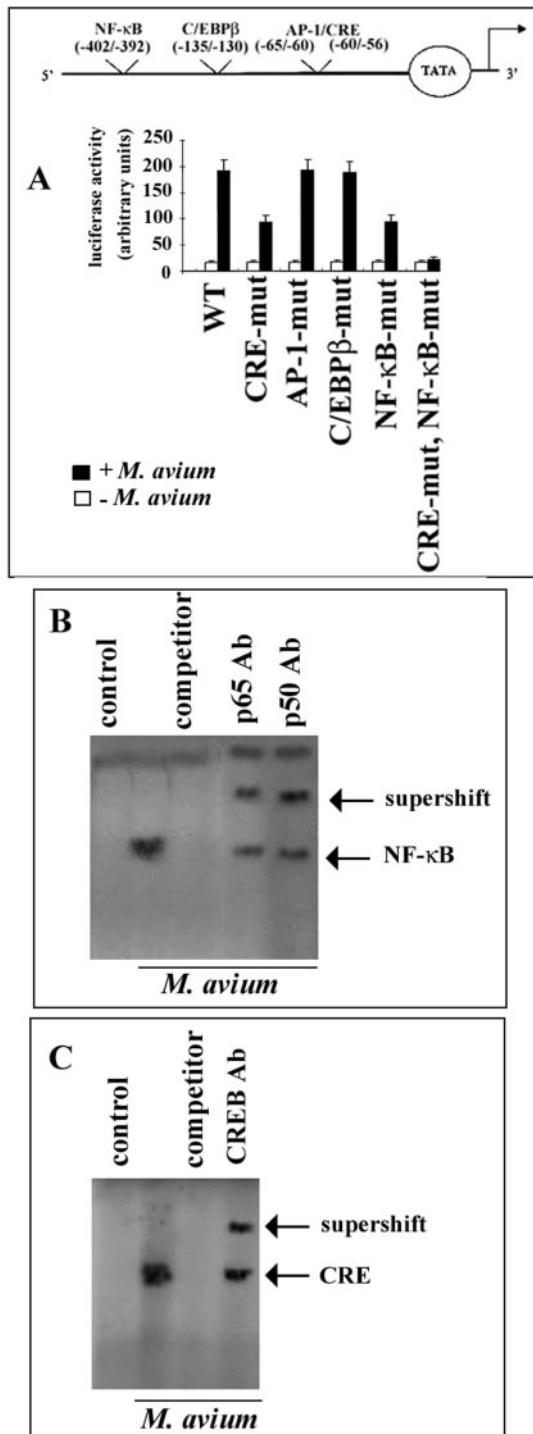 NF-κB
(-402/-392)
C/EBPβ
(-135/-130)
AP-1/CRE
(-65/-60)
(-60/-56)
5'
TATA
3'
A
luciferase activity
(arbitrary units)
250
200
150
100
50
0
WT
CRE-mut
AP-1-mut
C/EBPβ-mut
NF-κB-mut
CRE-mut, NF-κB-mut
+ M. avium
- M. avium
B
control
competitor
p65 Ab
p50 Ab
supershift
NF-κB
M. avium
C
control
competitor
CREB Ab
supershift
CRE
M. avium